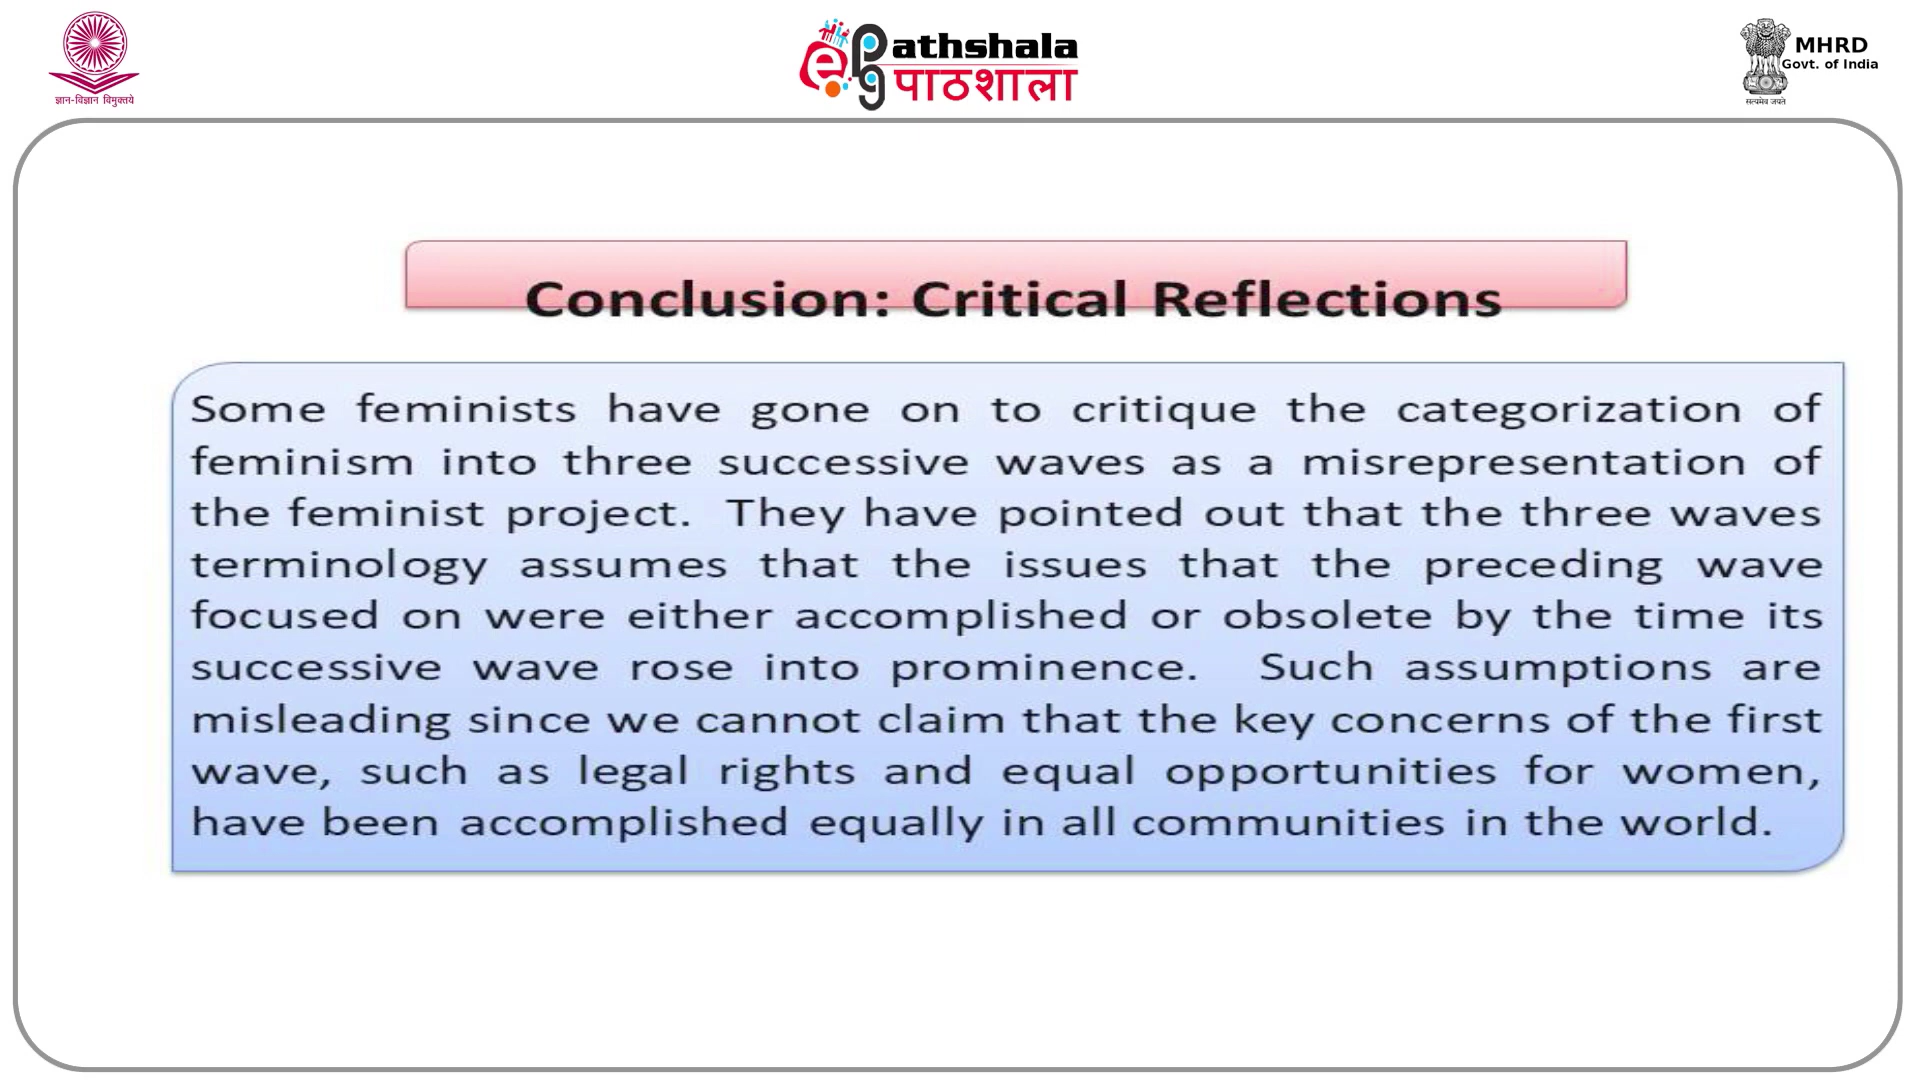 ज्ञान-विज्ञान विमुक्तये
e
pg
athshala
पाठशाला
MHRD
Govt. of India
सत्यमेव जयते
Conclusion: Critical Reflections
Some feminists have gone on to critique the categorization of
feminism into three successive waves as a misrepresentation of
the feminist project. They have pointed out that the three waves
terminology assumes that the issues that the preceding wave
focused on were either accomplished or obsolete by the time its
successive wave rose into prominence. Such assumptions are
misleading since we cannot claim that the key concerns of the first
wave, such as legal rights and equal opportunities for women,
have been accomplished equally in all communities in the world.